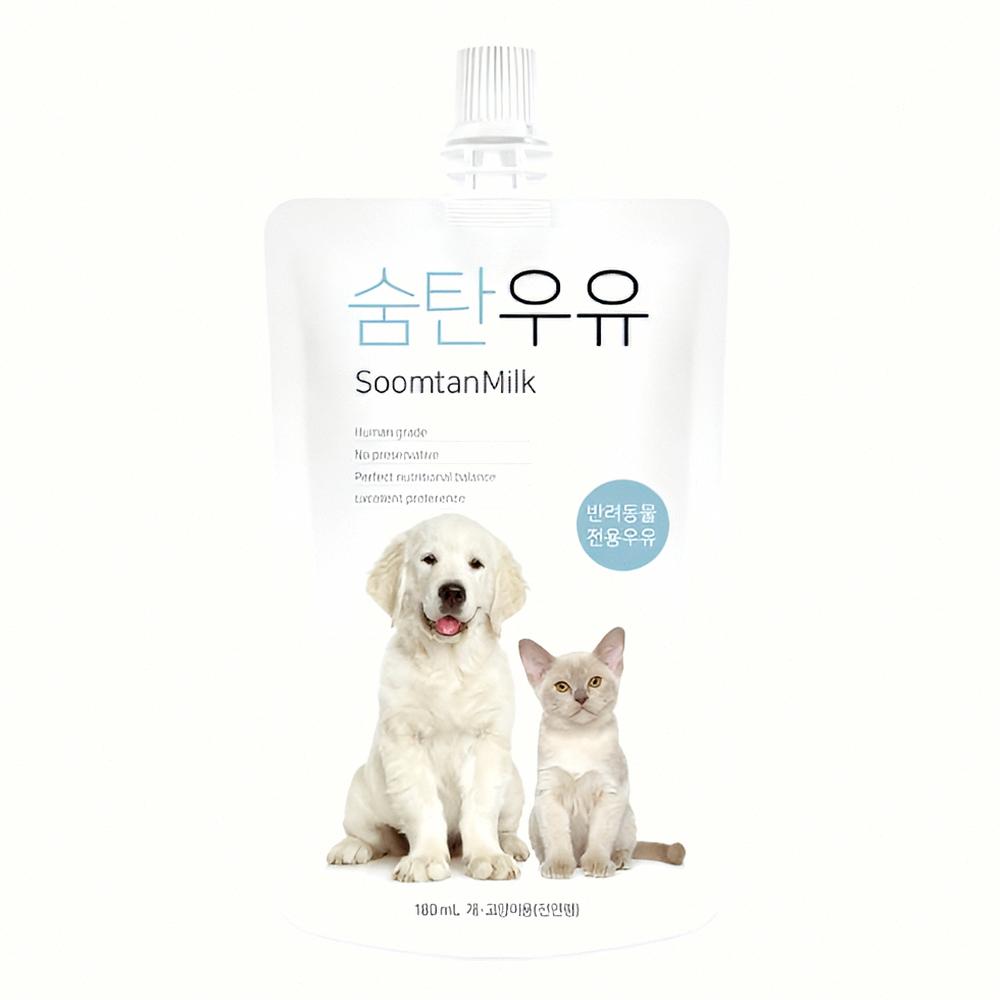 숨탄우유
SoomtanMilk
Human grade
No preservative
Perfect nutritional balance
Excellent preference
반려동물
전용우유
180mL 개·고양이용(전연령)